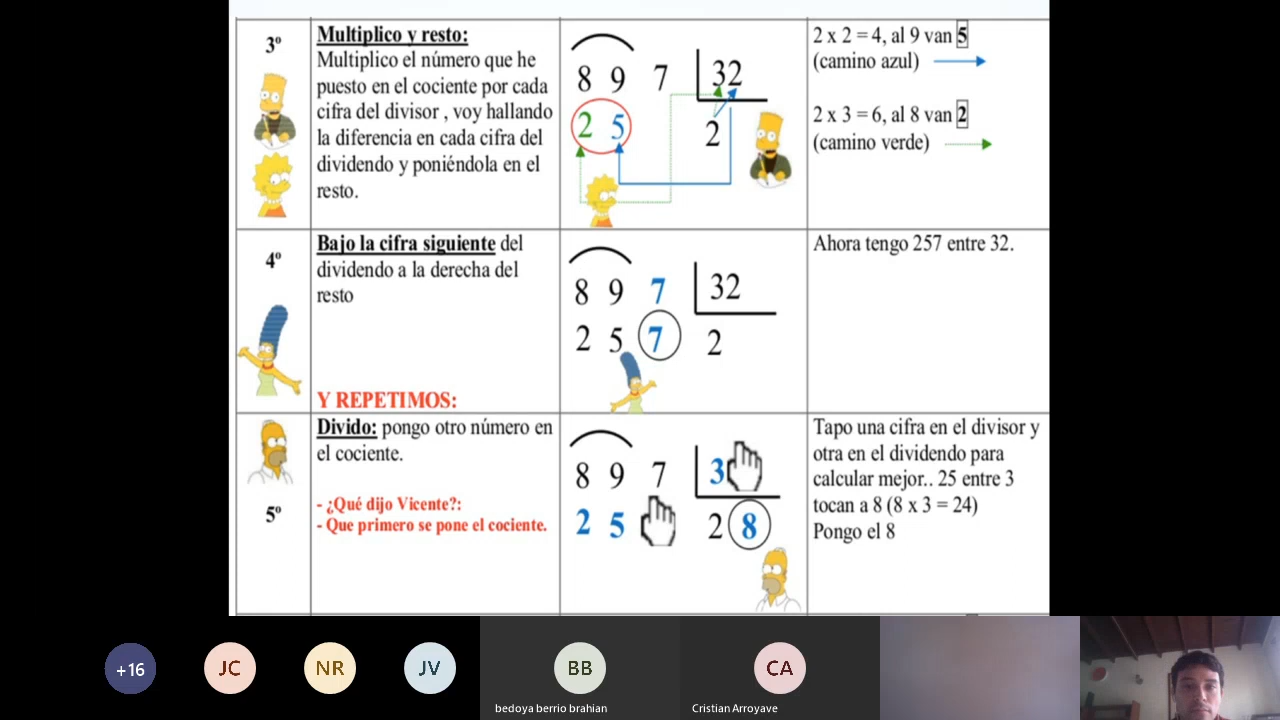 3º
Multiplico y resto:
Multiplico el número que he
puesto en el cociente por cada
cifra del divisor , voy hallando
la diferencia en cada cifra del
dividendo y poniéndola en el
resto.
8 9 7 32
2 5 2
2 x 2 = 4, al 9 van 5
(camino azul)
2 x 3 = 6, al 8 van 2
(camino verde)
4º
Bajo la cifra siguiente del
dividendo a la derecha del
resto
Y REPETIMOS:
8 9 7 32
2 5 7 2
Ahora tengo 257 entre 32.
5º
Divido: pongo otro número en
el cociente.
- ¿Qué dijo Vicente?:
- Que primero se pone el cociente.
8 9 7 3
2 5 2 8
Tapo una cifra en el divisor y
otra en el dividendo para
calcular mejor.. 25 entre 3
tocan a 8 (8 x 3 = 24)
Pongo el 8
+16
JC
NR
JV
BB
CA
bedoya berrio brahian
Cristian Arroyave